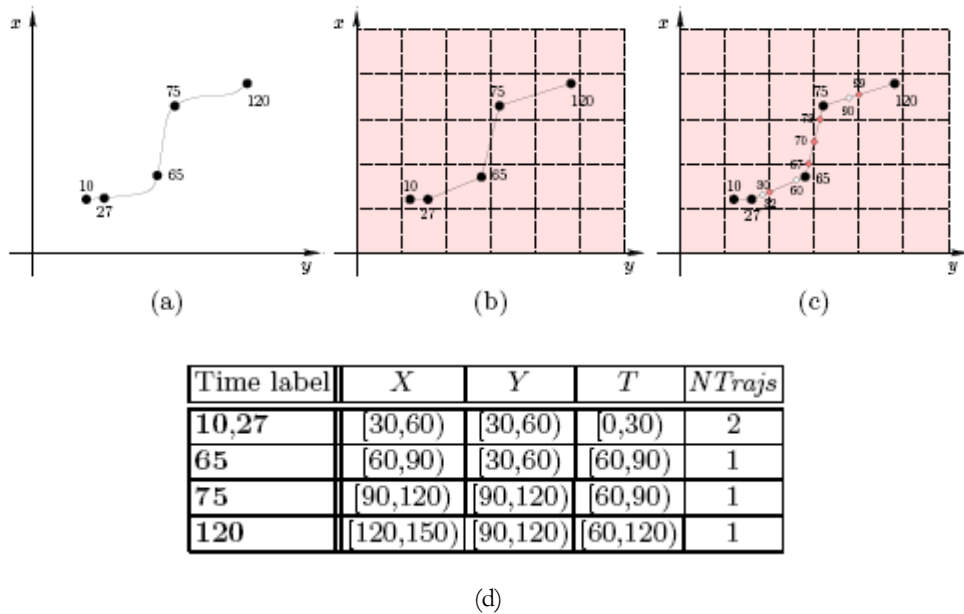 x
10
27
65
75
120
y
(a)
x
10
27
65
75
120
y
(b)
x
10
27
30
32
60
65
67
70
73
75
90
99
120
y
(c)
Time label X Y T NTrajs
10,27 [30,60) [30,60) [0,30) 2
65 [60,90) [30,60) [60,90) 1
75 [90,120) [90,120) [60,90) 1
120 [120,150) [90,120) [60,120) 1
(d)